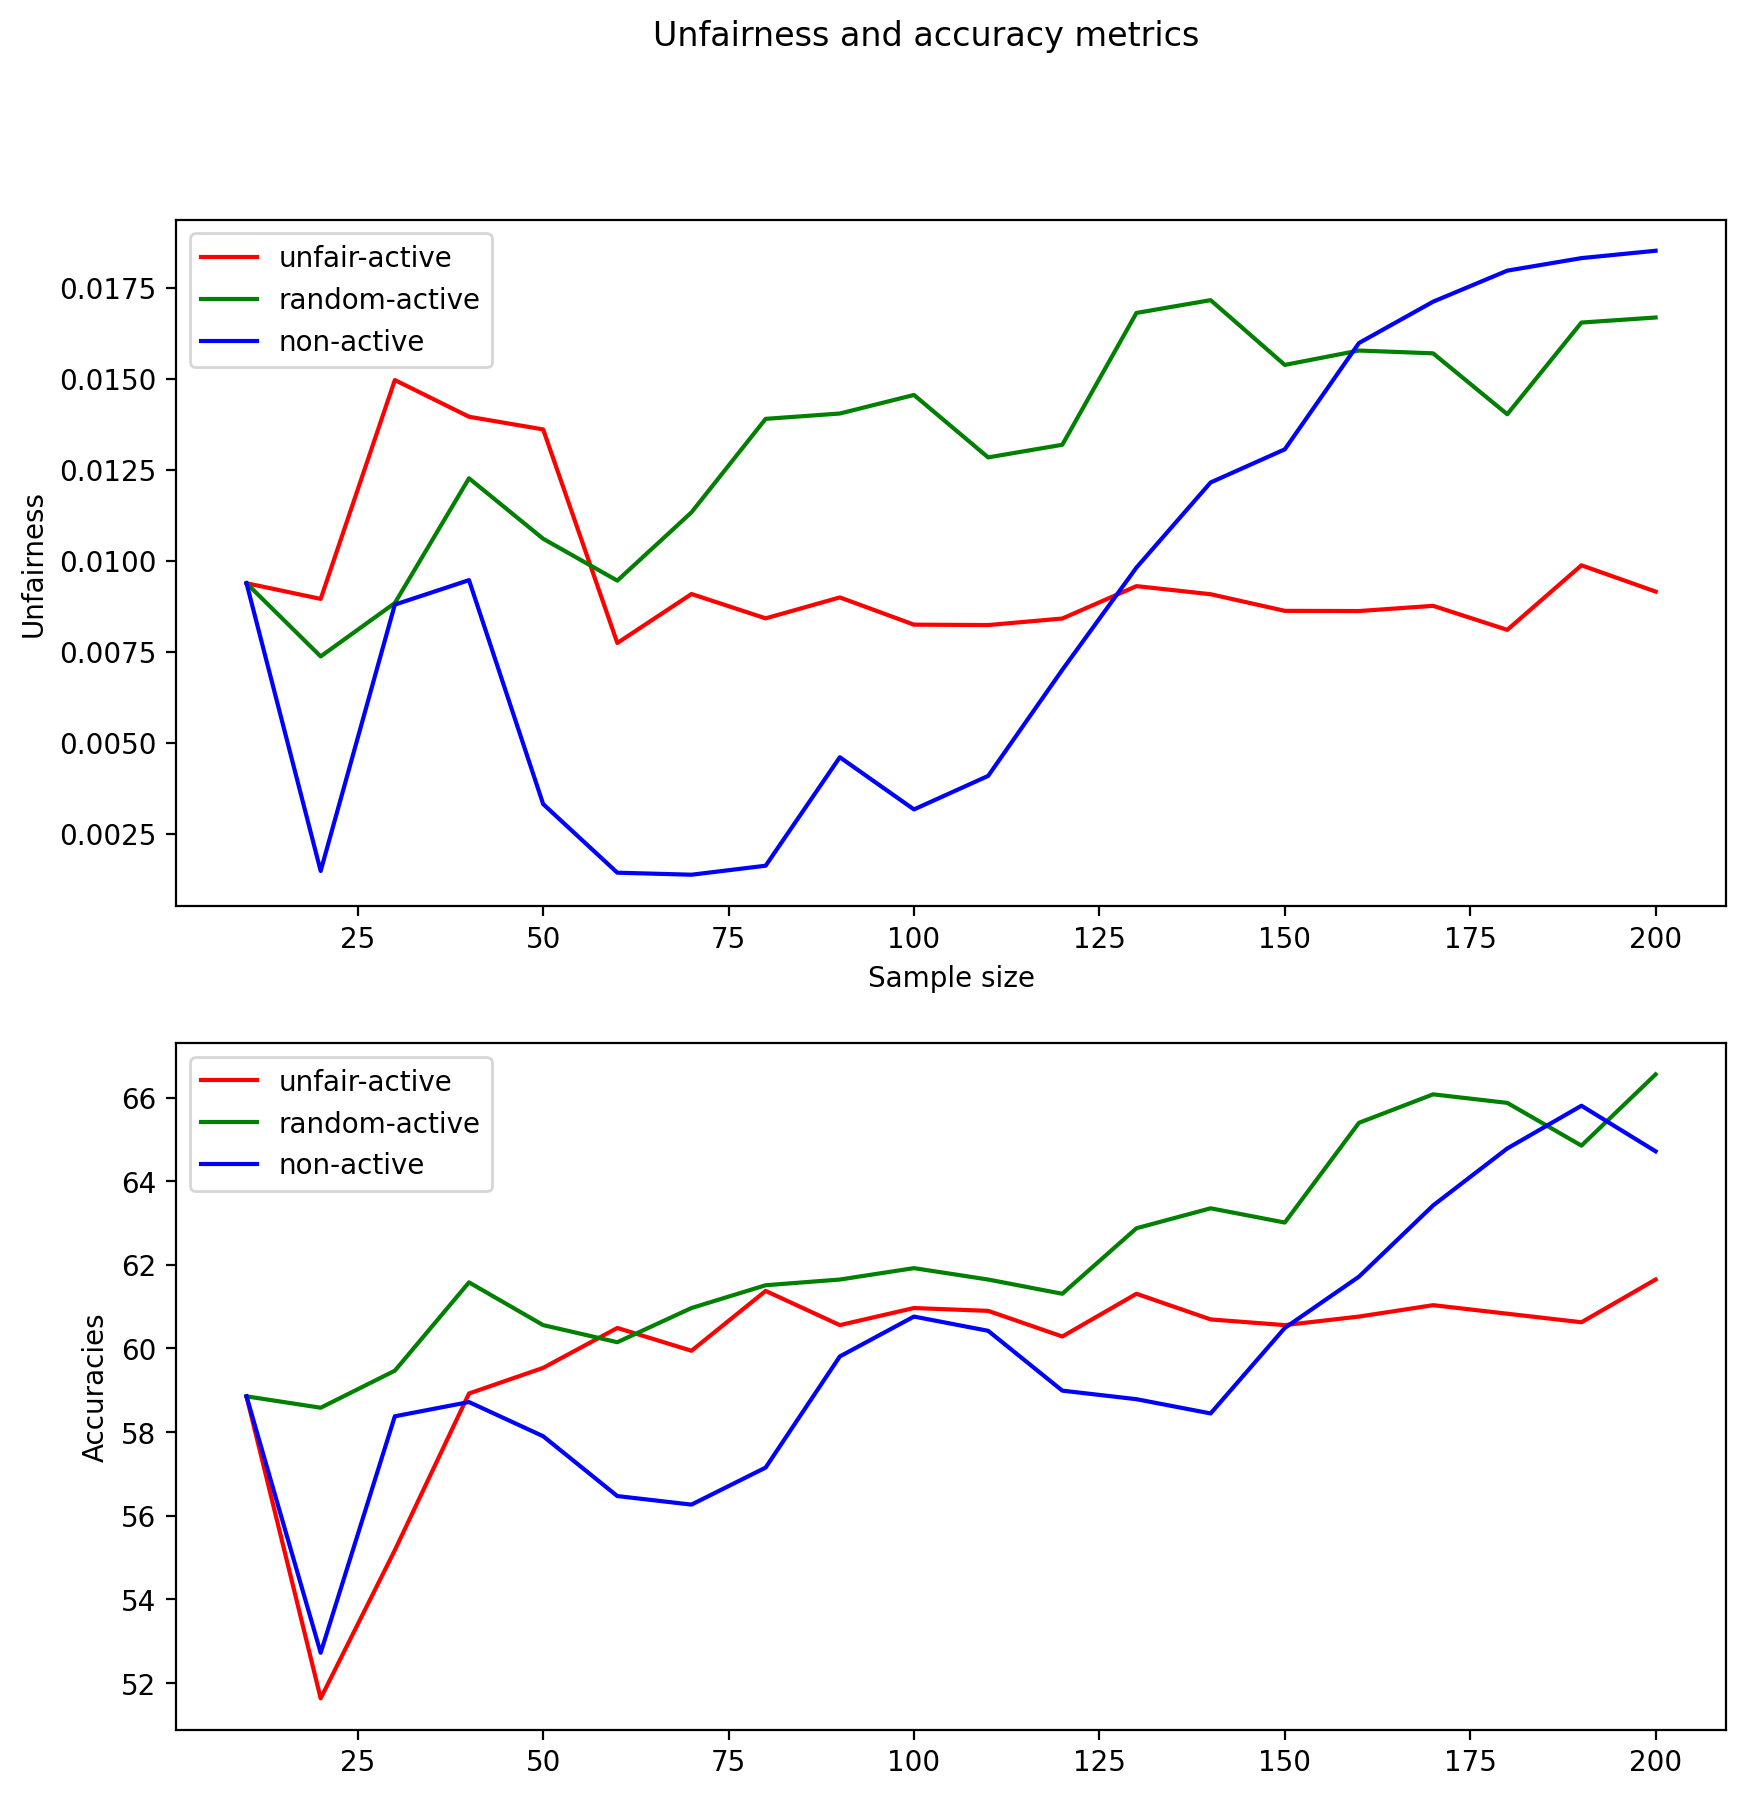 Unfairness and accuracy metrics
unfair-active
random-active
non-active
0.0175
0.0150
0.0125
0.0100
0.0075
0.0050
0.0025
Unfairness
25 50 75 100 125 150 175 200
Sample size
unfair-active
random-active
non-active
66
64
62
60
58
56
54
52
Accuracies
25 50 75 100 125 150 175 200